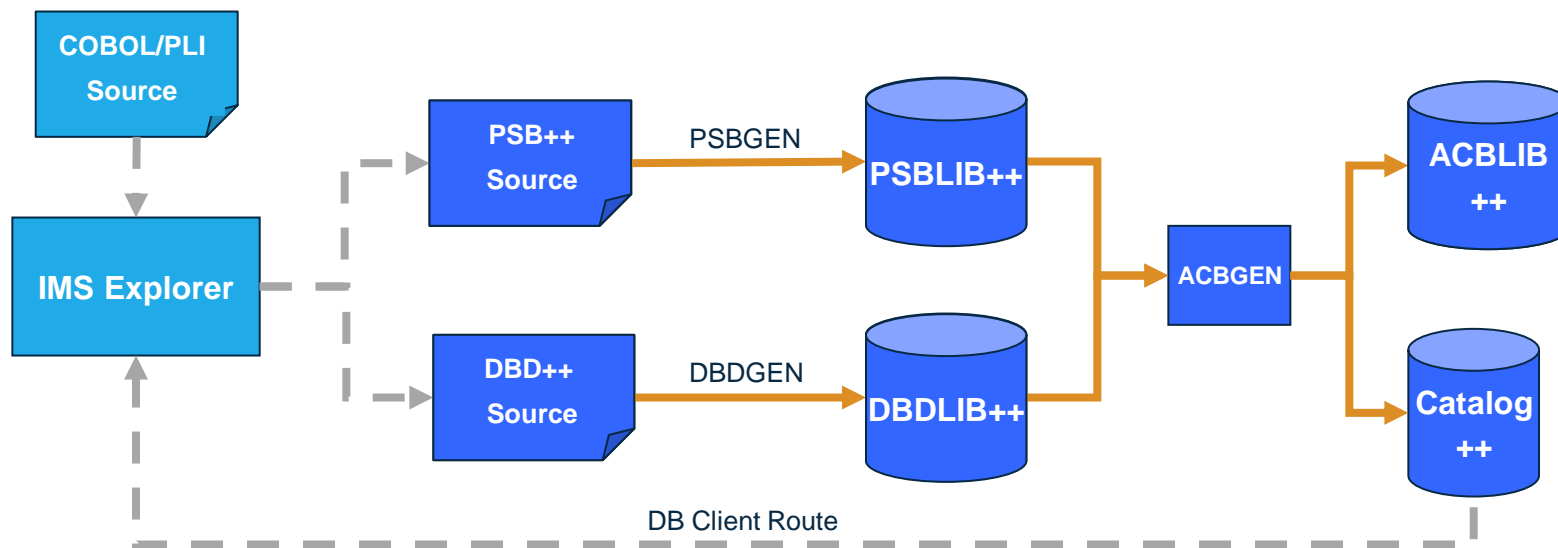 COBOL/PLI
Source
IMS Explorer
PSB++
Source
PSBGEN
PSBLIB++
DBD++
Source
DBDGEN
DBDLIB++
ACBGEN
ACBLIB
++
Catalog
++
DB Client Route